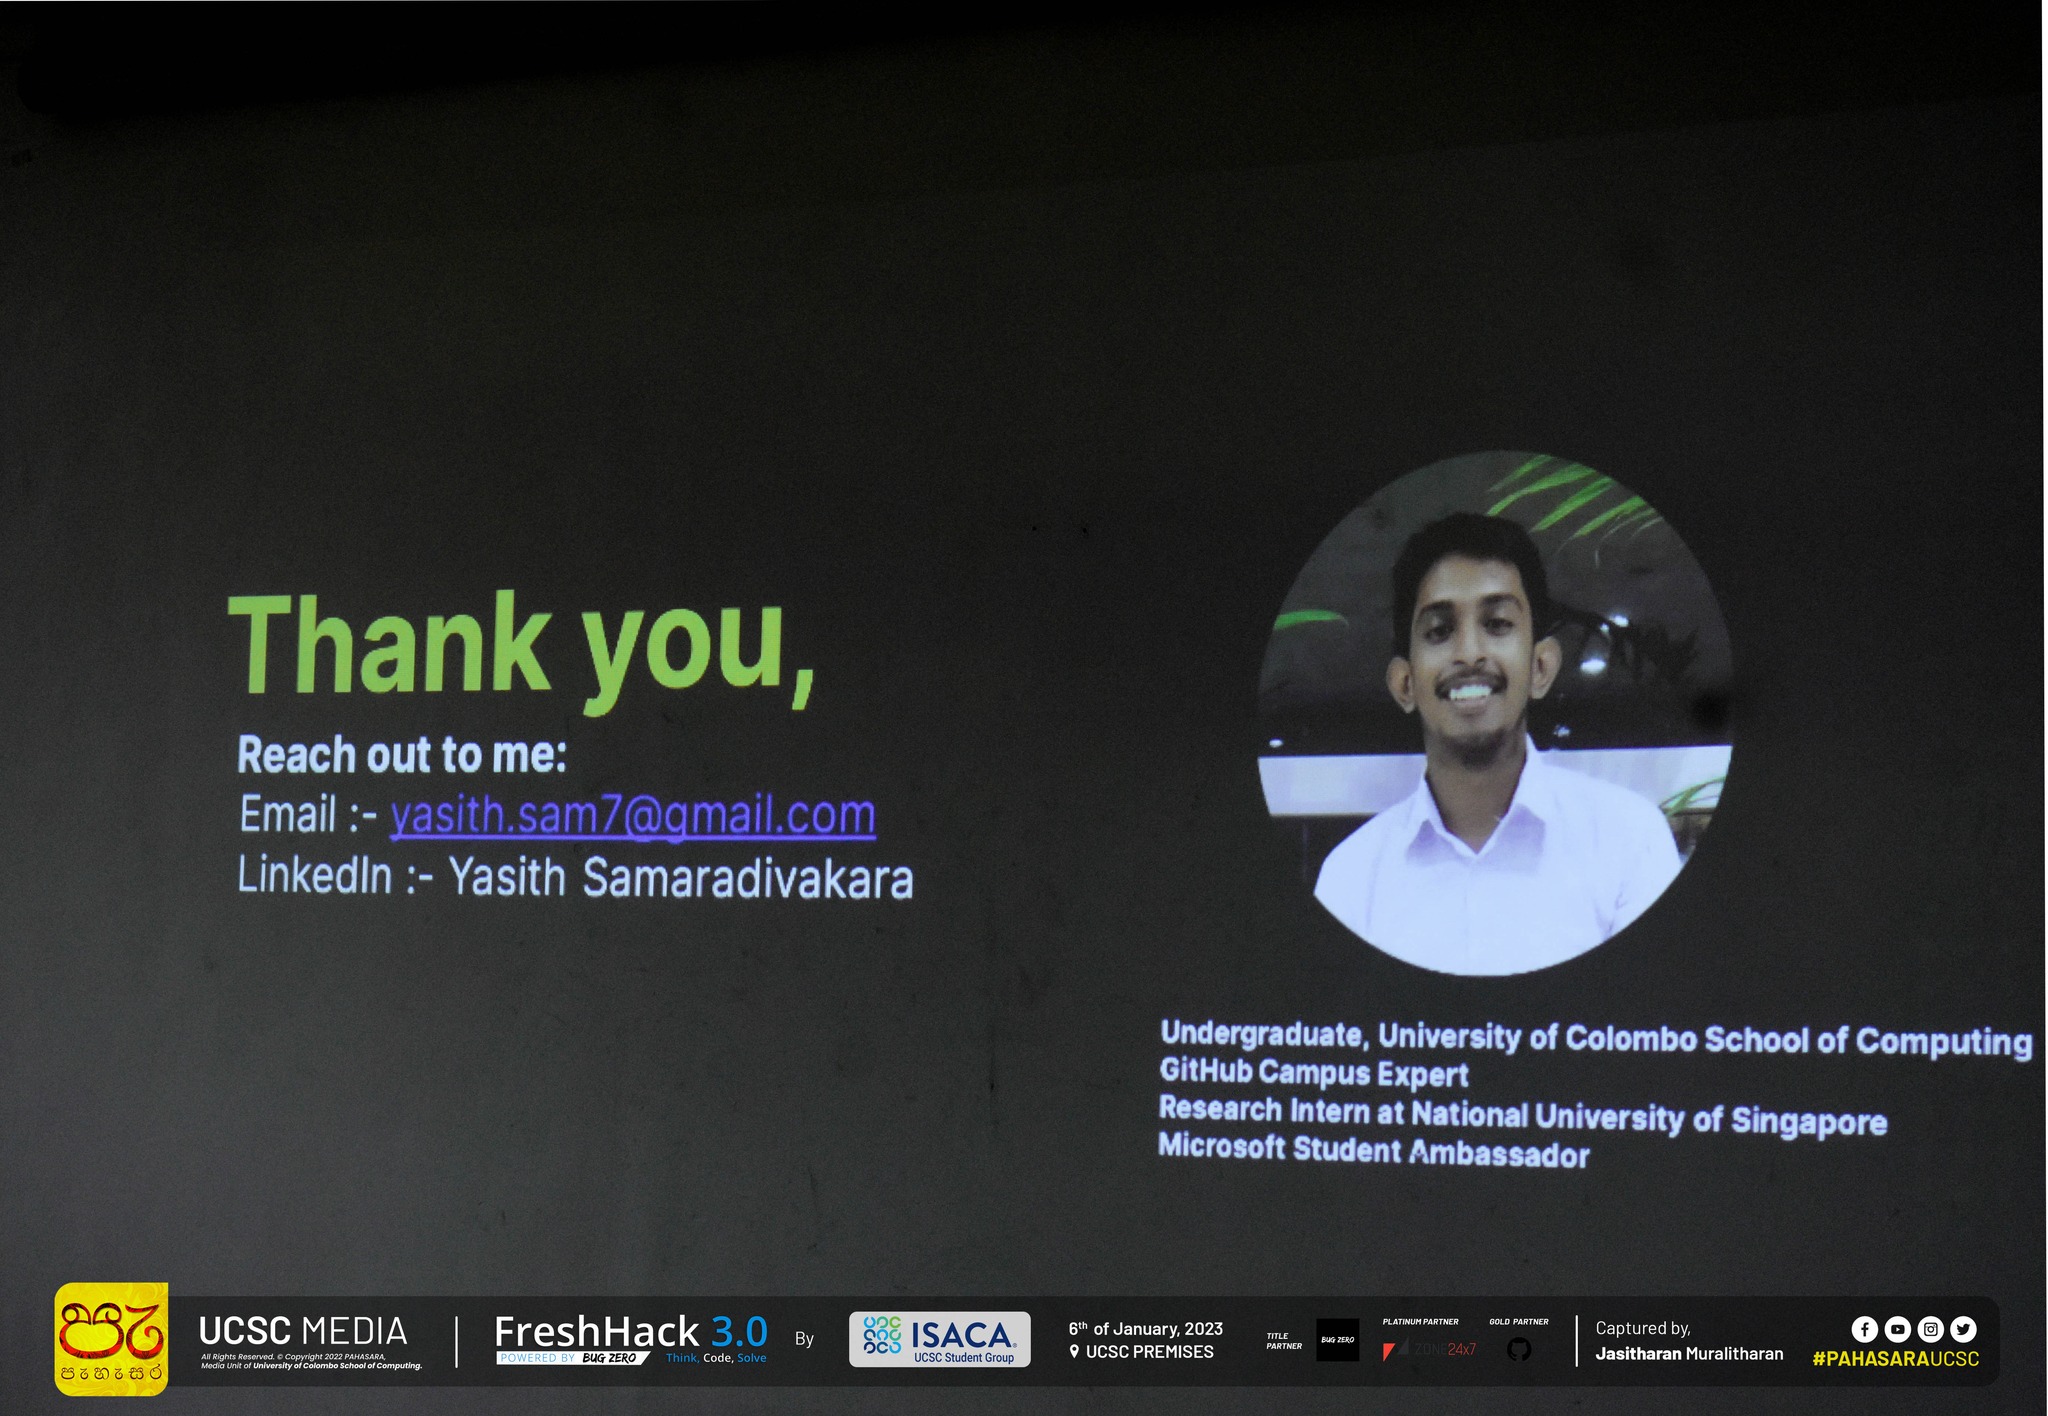 Thank you,
Reach out to me:
Email :- yasith.sam7@gmail.com
LinkedIn :- Yasith Samaradivakara
Undergraduate, University of Colombo School of Computing
GitHub Campus Expert
Research Intern at National University of Singapore
Microsoft Student Ambassador
පැ
පැහැසර
UCSC MEDIA
All Rights Reserved. © Copyright 2022 PAHASARA,
Media Unit of University of Colombo School of Computing.
FreshHack 3.0
POWERED BY BUG ZERO
Think, Code, Solve
By
ISACA®
UCSC Student Group
6th of January, 2023
UCSC PREMISES
TITLE
PARTNER
BUG ZERO
PLATINUM PARTNER
ZONE24x7
GOLD PARTNER
Captured by,
Jasitharan Muralitharan
#PAHASARAUCSC